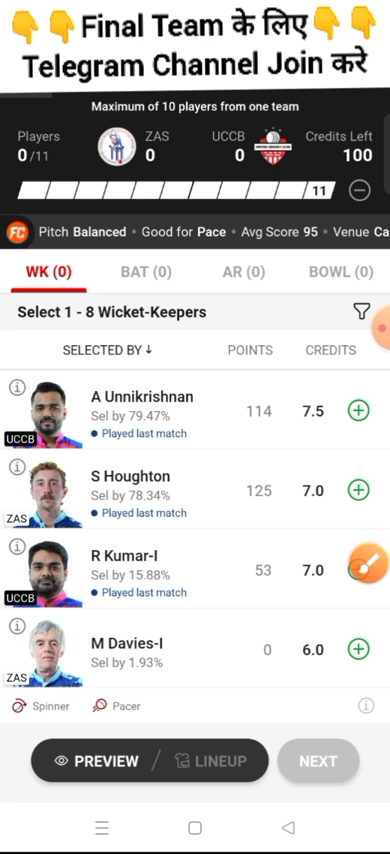 👇👇Final Team के लिए👇👇
Telegram Channel Join करे
Maximum of 10 players from one team
Players ZAS UCCB Credits Left
0/11 0 0 100
11
FC Pitch Balanced • Good for Pace • Avg Score 95 • Venue Ca
WK (0) BAT (0) AR (0) BOWL (0)
Select 1 - 8 Wicket-Keepers
SELECTED BY ↓ POINTS CREDITS
A Unnikrishnan
Sel by 79.47% 114 7.5
UCCB • Played last match
S Houghton
Sel by 78.34% 125 7.0
ZAS • Played last match
R Kumar-I
Sel by 15.88% 53 7.0
UCCB • Played last match
M Davies-I
Sel by 1.93% 0 6.0
ZAS
Spinner Pacer
PREVIEW / LINEUP NEXT